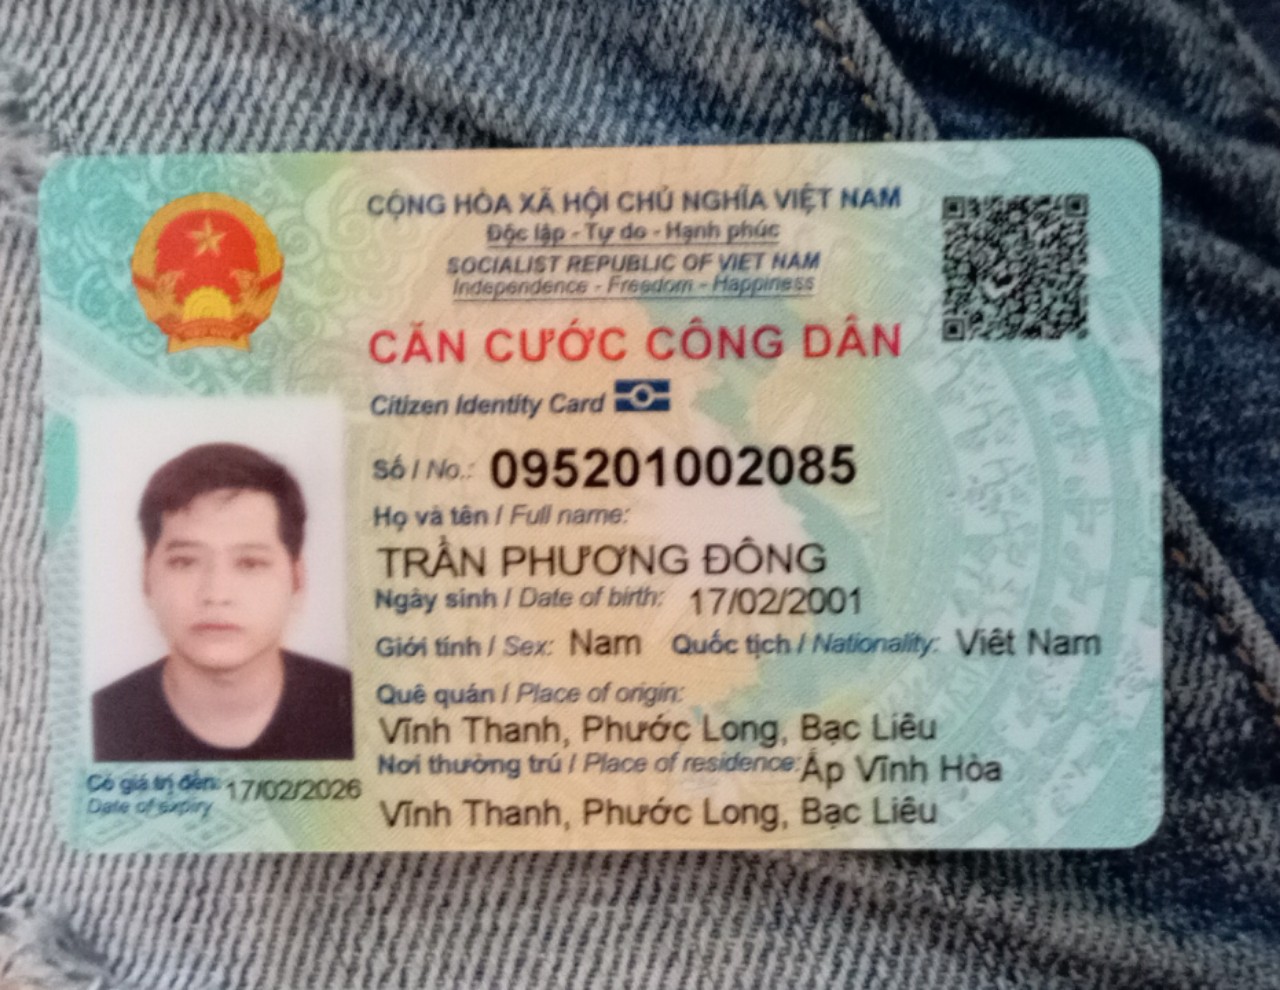 CỘNG HÒA XÃ HỘI CHỦ NGHĨA VIỆT NAM
Độc lập - Tự do - Hạnh phúc
SOCIALIST REPUBLIC OF VIET NAM
Independence - Freedom - Happiness
CĂN CƯỚC CÔNG DÂN
Citizen Identity Card
Số / No.: 095201002085
Họ và tên / Full name:
TRẦN PHƯƠNG ĐÔNG
Ngày sinh / Date of birth: 17/02/2001
Giới tính / Sex: Nam Quốc tịch / Nationality: Việt Nam
Quê quán / Place of origin:
Vĩnh Thanh, Phước Long, Bạc Liêu
Nơi thường trú / Place of residence: Ấp Vĩnh Hòa
Vĩnh Thanh, Phước Long, Bạc Liêu
Có giá trị đến: 17/02/2026
Date of expiry